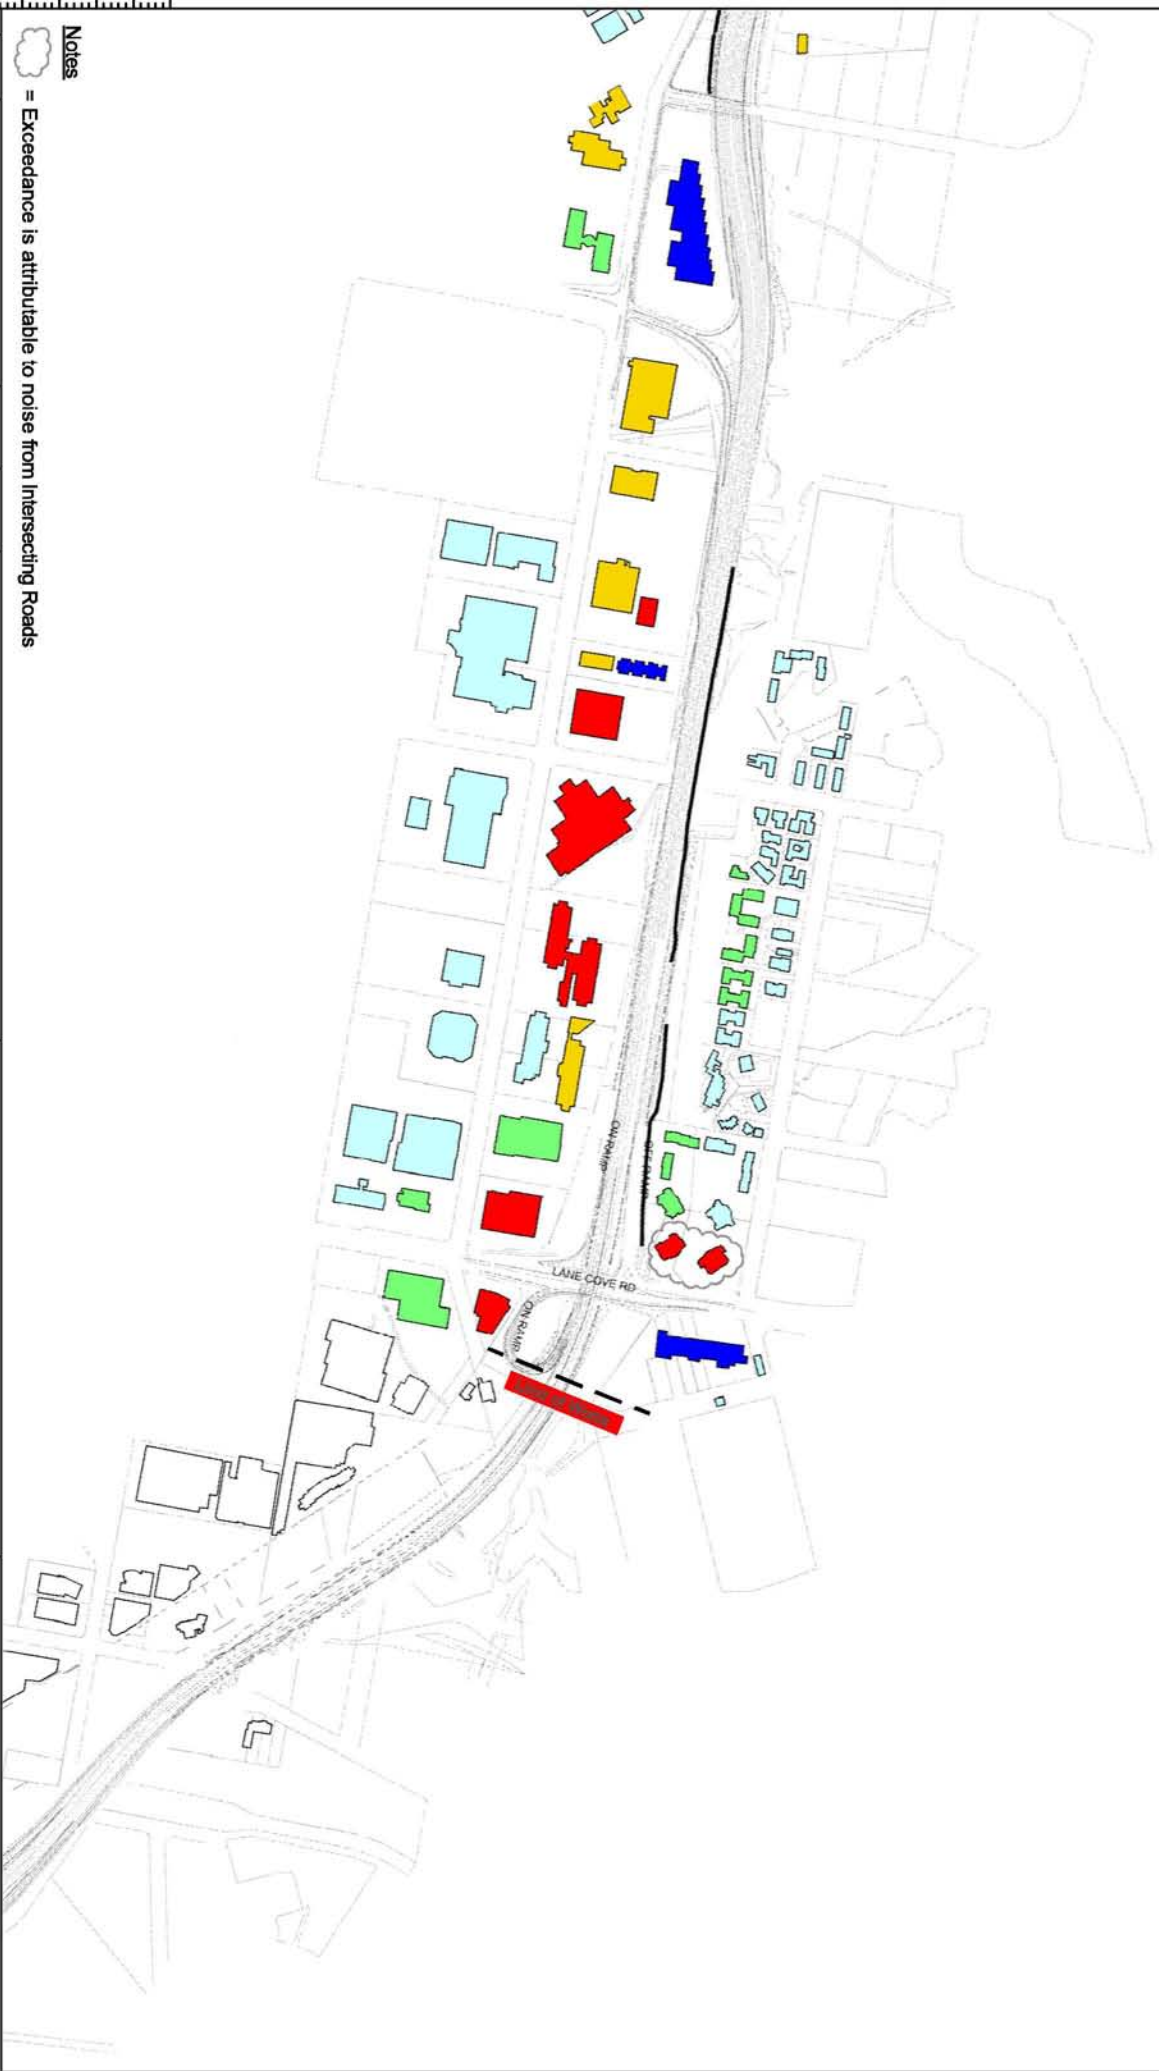 Notes
= Exceedance is attributable to noise from Intersecting Roads
ON RAMP
OFF RAMP
LANE COVE RD
ON RAMP